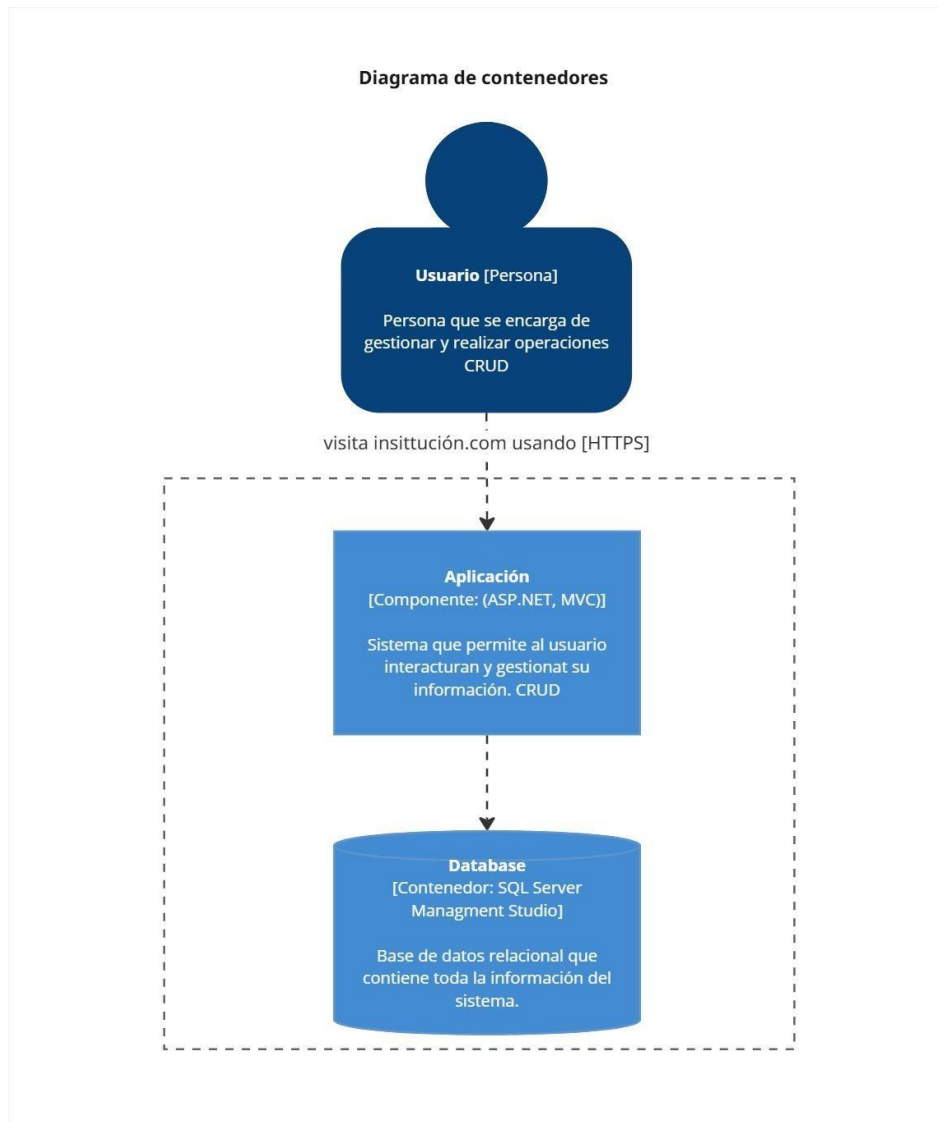 Diagrama de contenedores
Usuario [Persona]
Persona que se encarga de
gestionar y realizar operaciones
CRUD
visita insittución.com usando [HTTPS]
Aplicación
[Componente: (ASP.NET, MVC)]
Sistema que permite al usuario
interacturan y gestionat su
información. CRUD
Database
[Contenedor: SQL Server
Managment Studio]
Base de datos relacional que
contiene toda la información del
sistema.